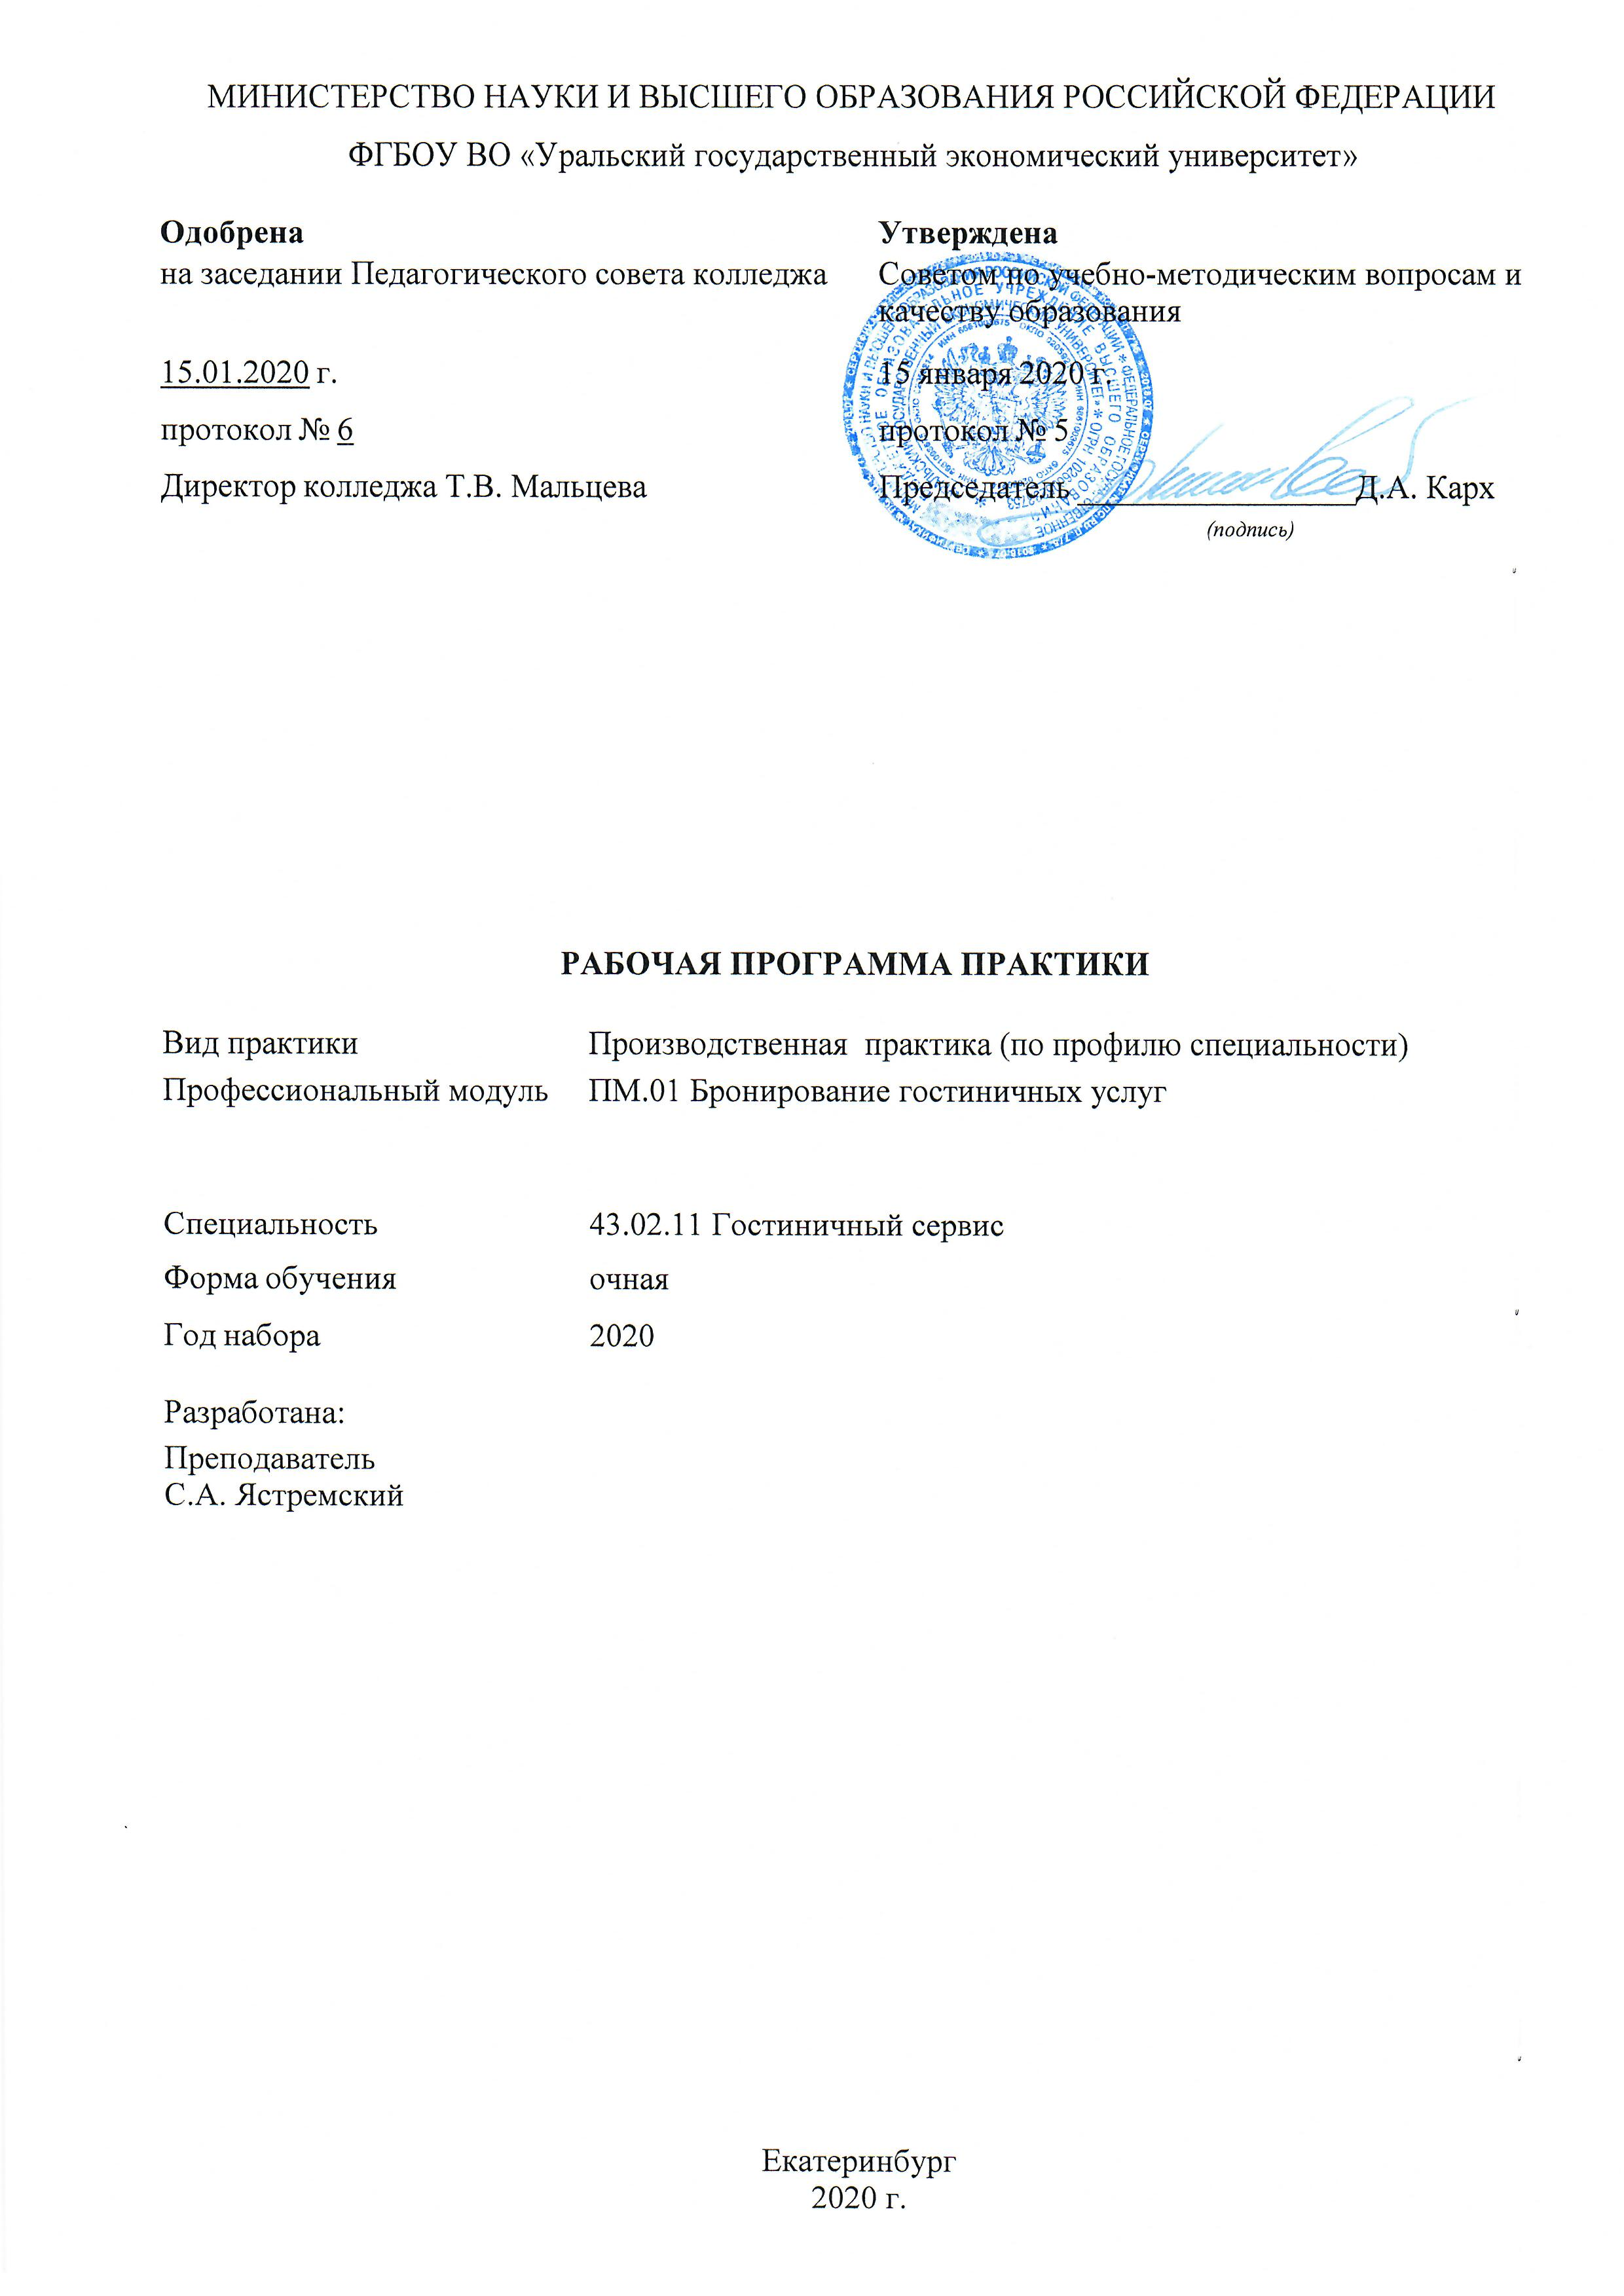 МИНИСТЕРСТВО НАУКИ И ВЫСШЕГО ОБРАЗОВАНИЯ РОССИЙСКОЙ ФЕДЕРАЦИИ
ФГБОУ ВО «Уральский государственный экономический университет»
Одобрена
на заседании Педагогического совета колледжа
15.01.2020 г.
протокол № 6
Директор колледжа Т.В. Мальцева
Утверждена
Советом по учебно-методическим вопросам и
качеству образования
15 января 2020 г.
протокол № 5
Председатель Д.А. Карх
(подпись)
РАБОЧАЯ ПРОГРАММА ПРАКТИКИ
Вид практики Производственная практика (по профилю специальности)
Профессиональный модуль ПМ.01 Бронирование гостиничных услуг
Специальность 43.02.11 Гостиничный сервис
Форма обучения очная
Год набора 2020
Разработана:
Преподаватель
С.А. Ястремский
Екатеринбург
2020 г.